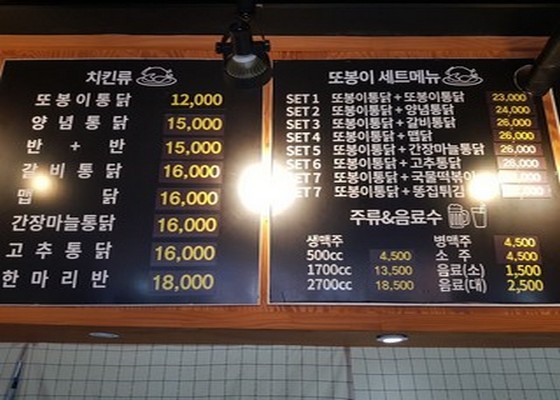 치킨류
또봉이통닭 12,000
양념통닭 15,000
반 + 반 15,000
갈비통닭 16,000
맵닭 16,000
간장마늘통닭 16,000
고추통닭 16,000
한마리반 18,000
또봉이 세트메뉴
SET 1 또봉이통닭+또봉이통닭 23,000
SET 2 또봉이통닭+양념통닭 24,000
SET 3 또봉이통닭+갈비통닭 26,000
SET 4 또봉이통닭+맵닭 26,000
SET 5 또봉이통닭+간장마늘통닭 26,000
SET 6 또봉이통닭+고추통닭 26,000
SET 7 또봉이통닭+국물떡볶이
SET 7 또봉이통닭+똥집튀김
주류&음료수
생맥주
500cc 4,500
1700cc 13,500
2700cc 18,500
병맥주 4,500
소주 4,500
음료(소) 1,500
음료(대) 2,500